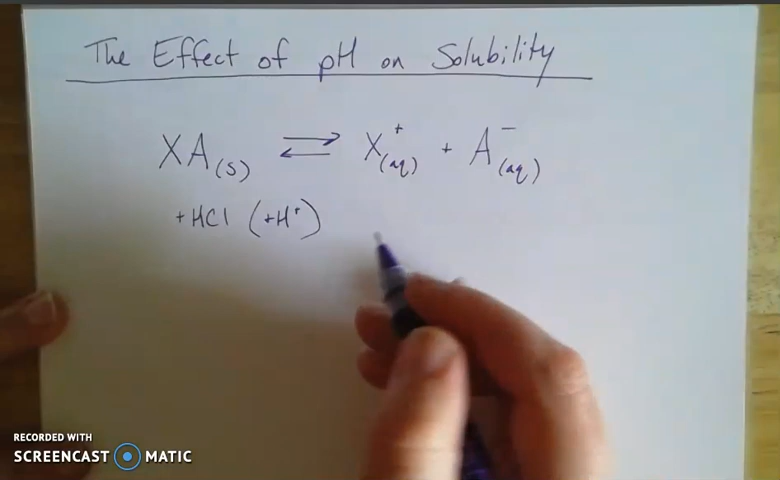 The Effect of pH on Solubility
XA(s) ⇌ X⁺(aq) + A⁻(aq)
+HCl (+H⁺)
RECORDED WITH
SCREENCAST MATIC